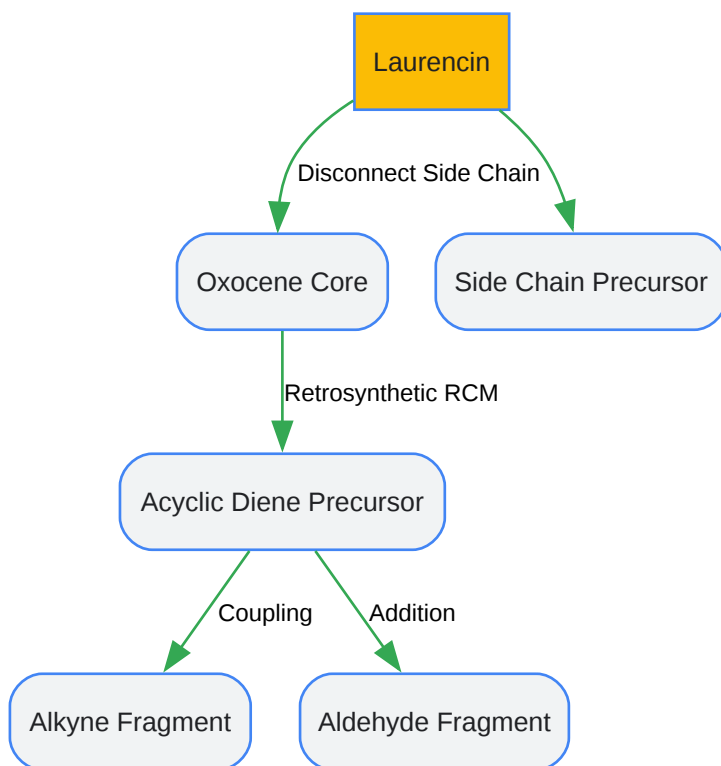 Laurencin
Disconnect Side Chain
Oxocene Core
Side Chain Precursor
Retrosynthetic RCM
Acyclic Diene Precursor
Coupling
Addition
Alkyne Fragment
Aldehyde Fragment